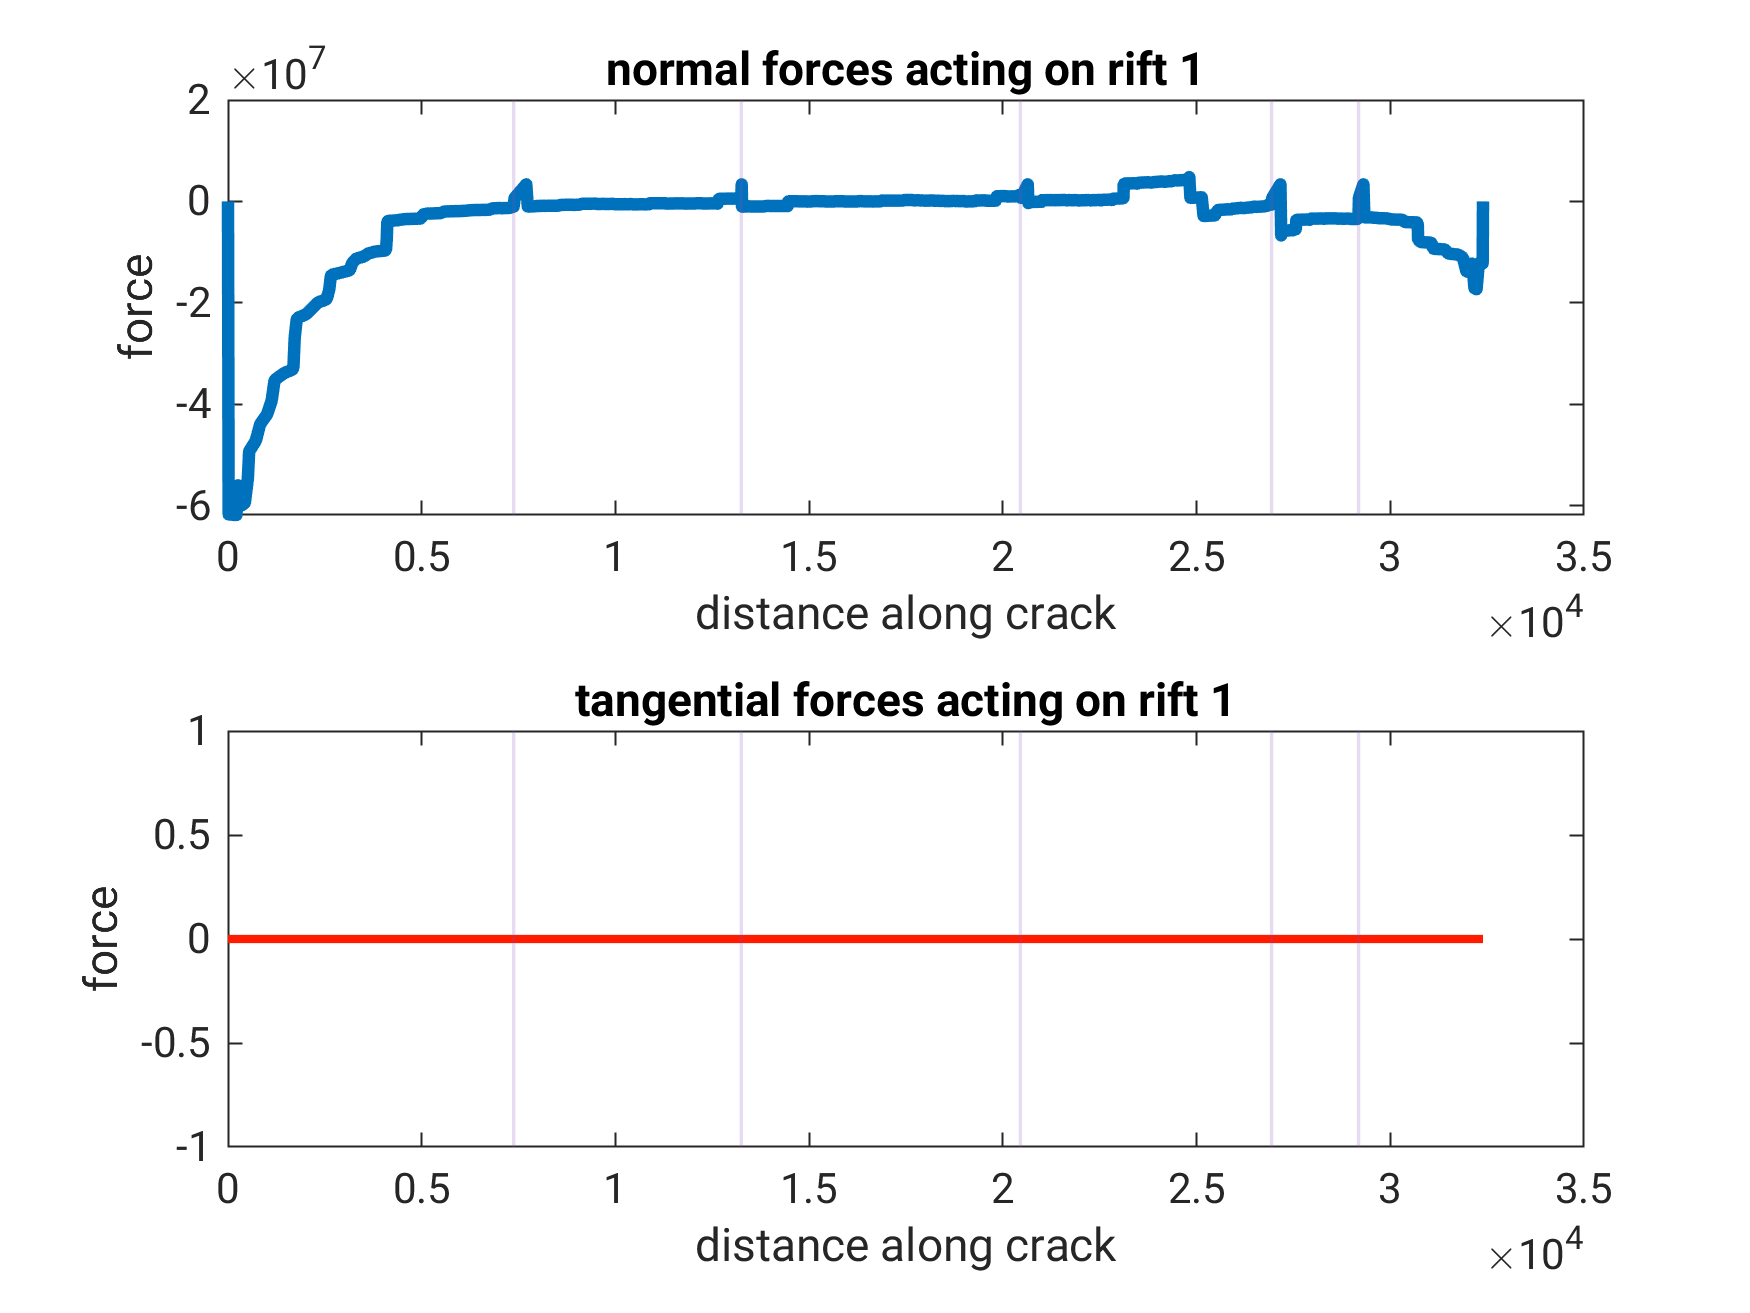 ×10^7
normal forces acting on rift 1
2
0
-2
-4
-6
force
0 0.5 1 1.5 2 2.5 3 3.5
distance along crack
×10^4
tangential forces acting on rift 1
1
0.5
0
-0.5
-1
force
0 0.5 1 1.5 2 2.5 3 3.5
distance along crack
×10^4